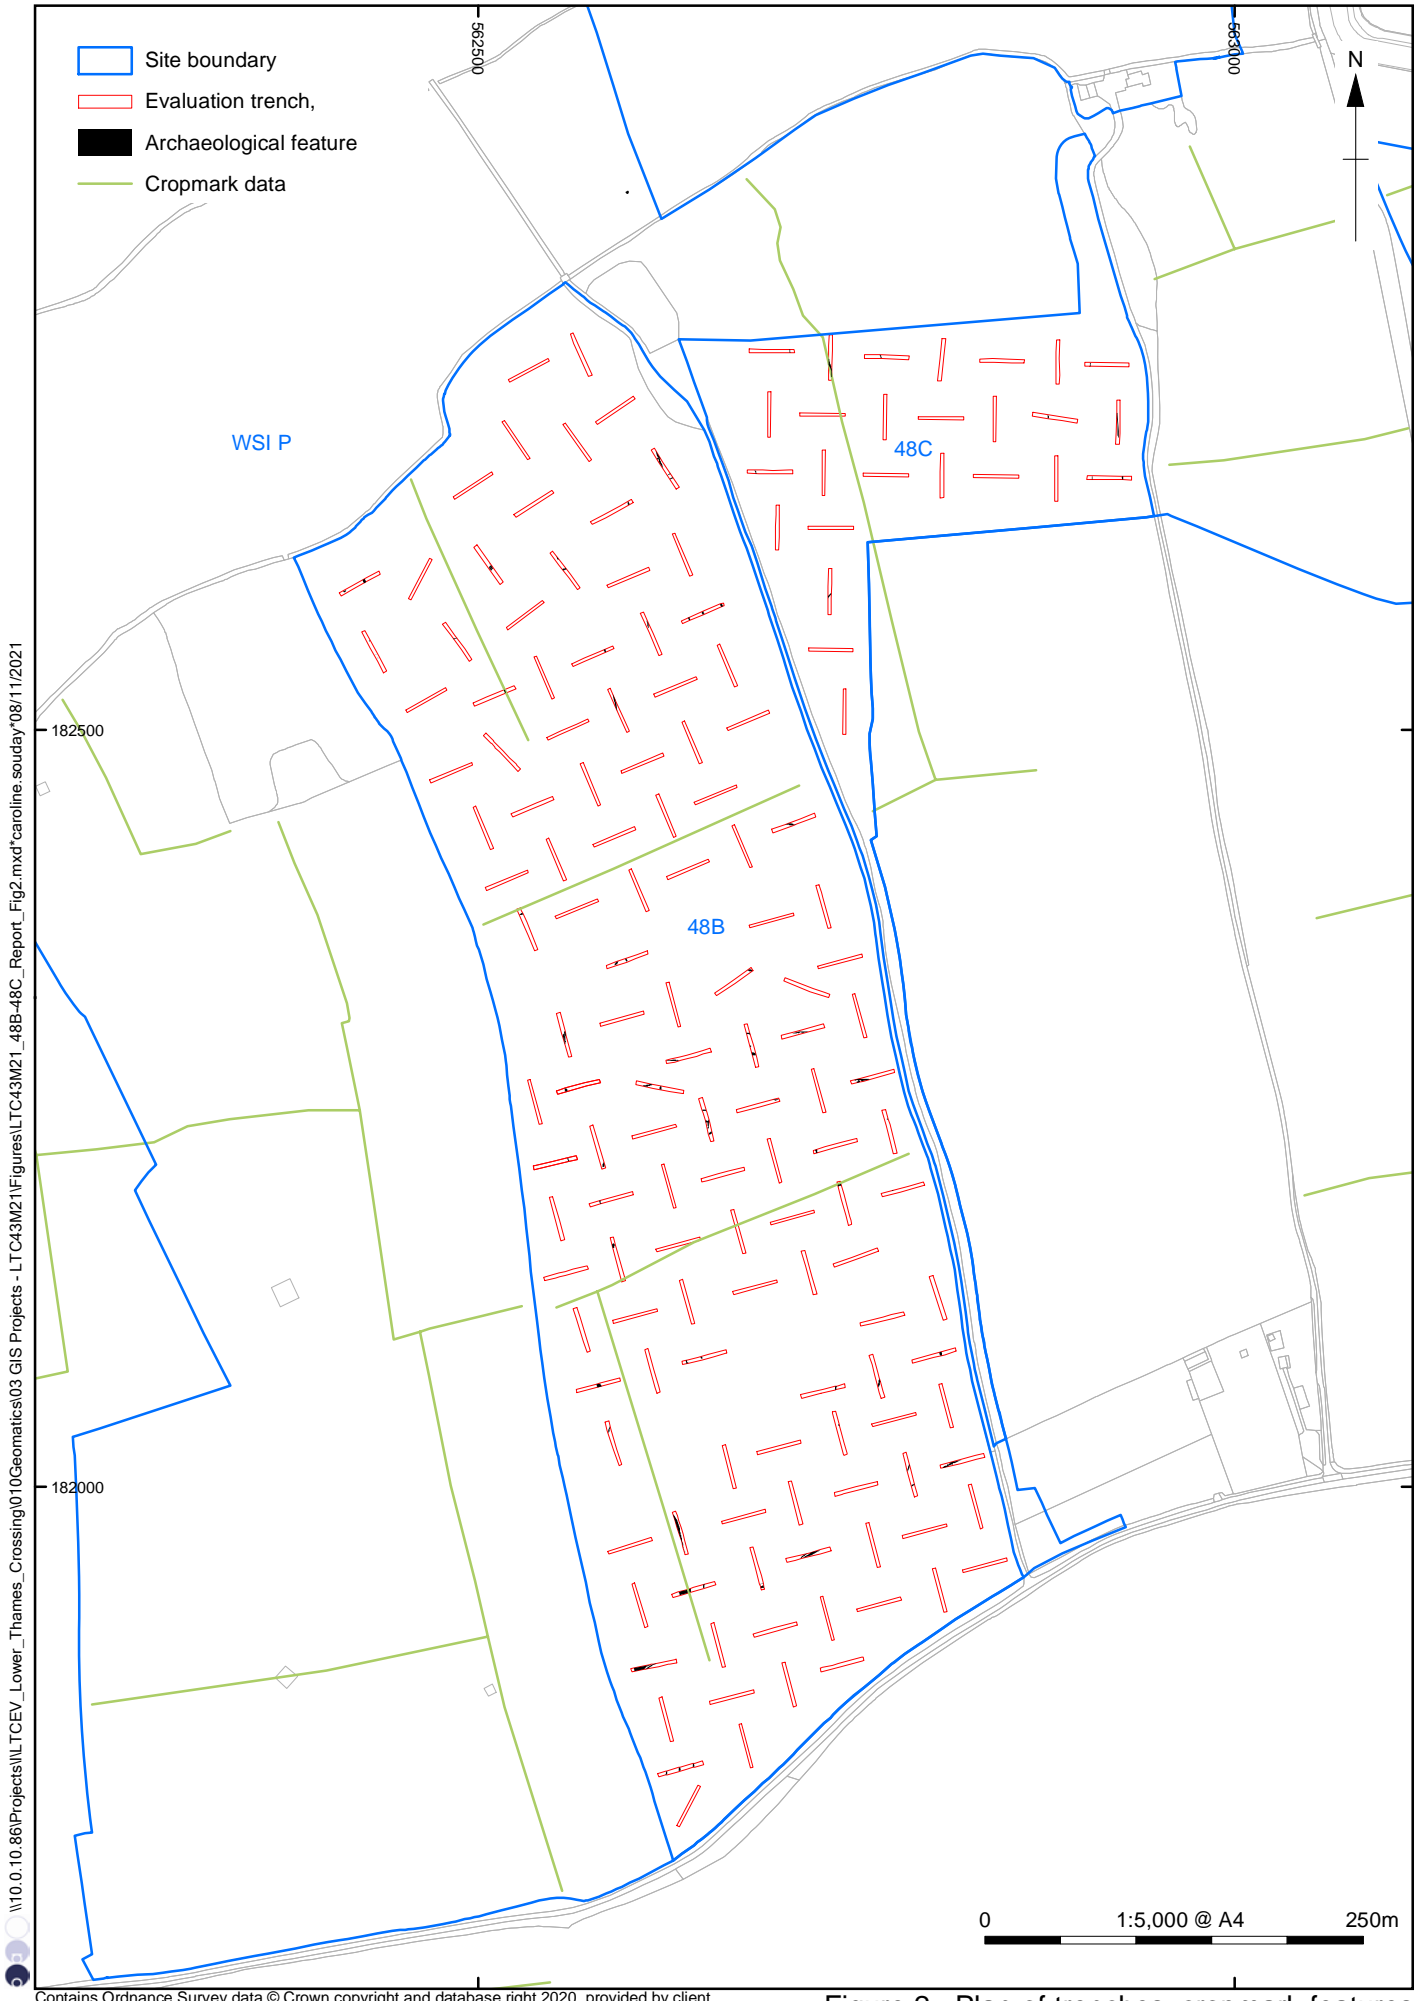 Site boundary
Evaluation trench,
Archaeological feature
Cropmark data
562500
563000
N
WSI P
48C
182500
48B
182000
0 1:5,000 @ A4 250m
\\10.0.10.86\Projects\I\LTCEV_Lower_Thames_Crossing\010Geomatics\03 GIS Projects - LTC43M21\Figures\LTC43M21_48B-48C_Report_Fig2.mxd*caroline.souday*08/11/2021
Contains Ordnance Survey data © Crown copyright and database right 2020, provided by client